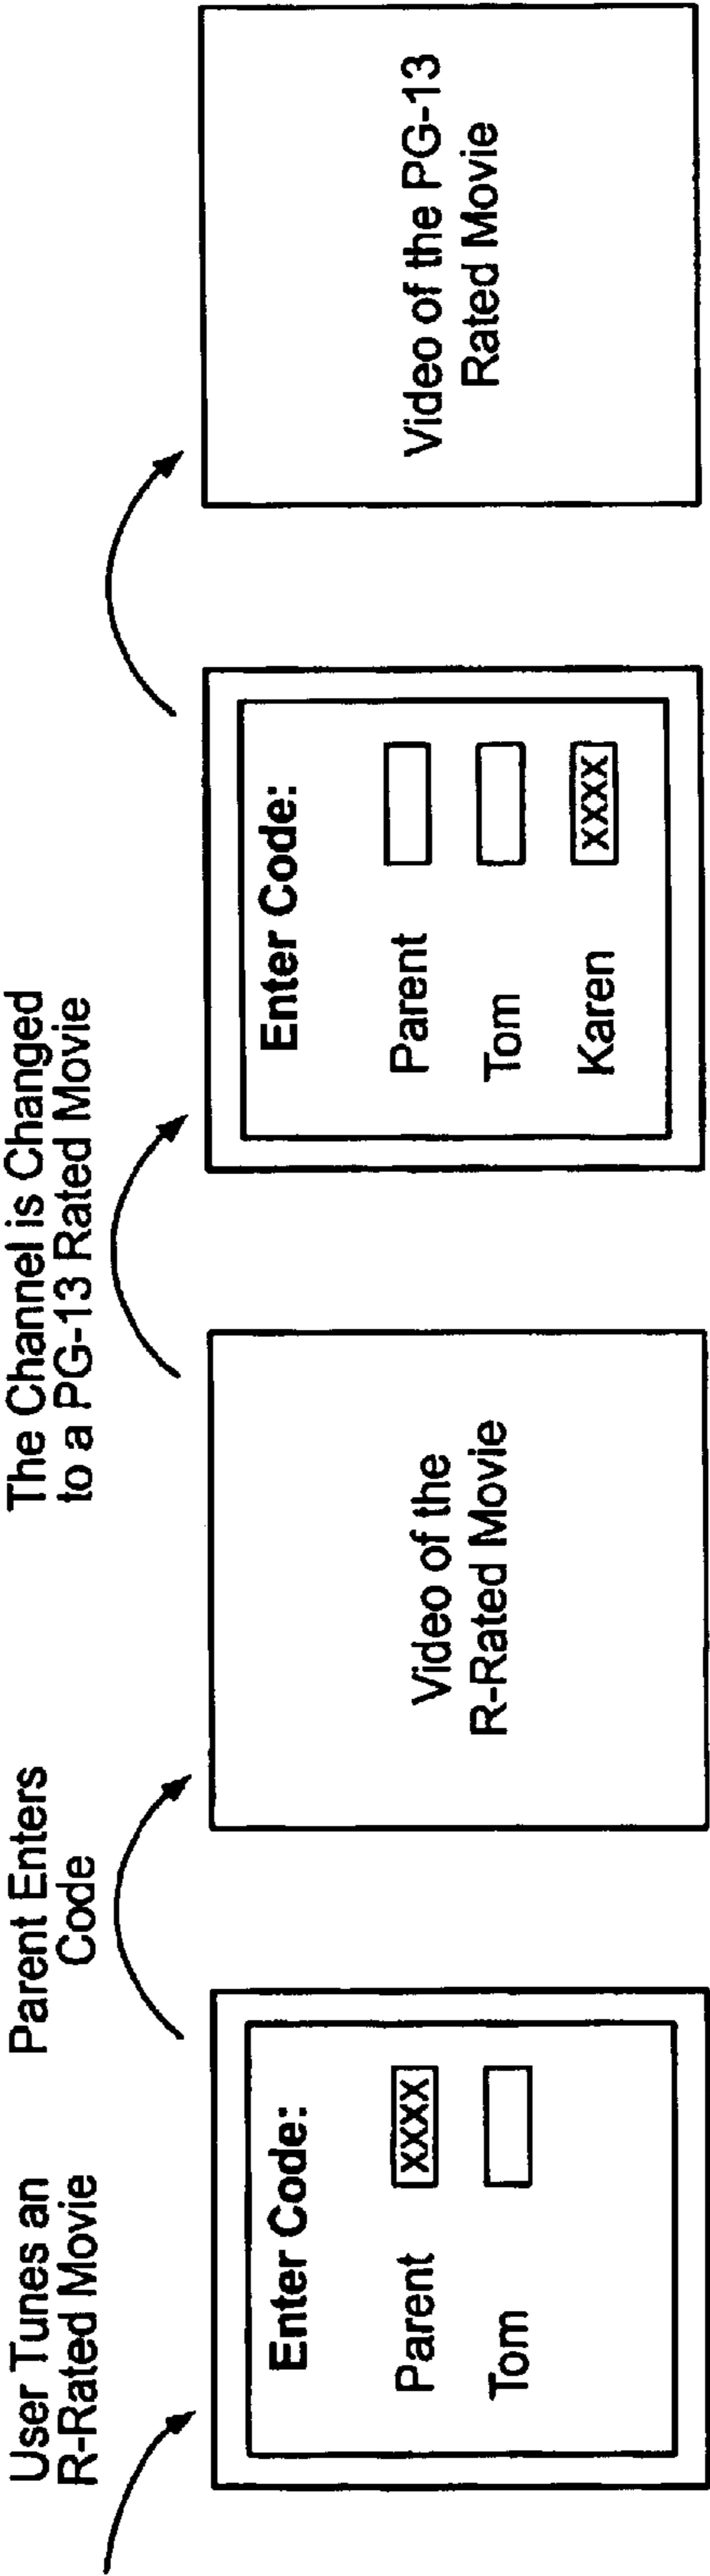 User Tunes an
R-Rated Movie
Enter Code:
Parent xxxx
Tom
Parent Enters
Code
Video of the
R-Rated Movie
The Channel is Changed
to a PG-13 Rated Movie
Enter Code:
Parent
Tom
Karen xxxx
Video of the PG-13
Rated Movie